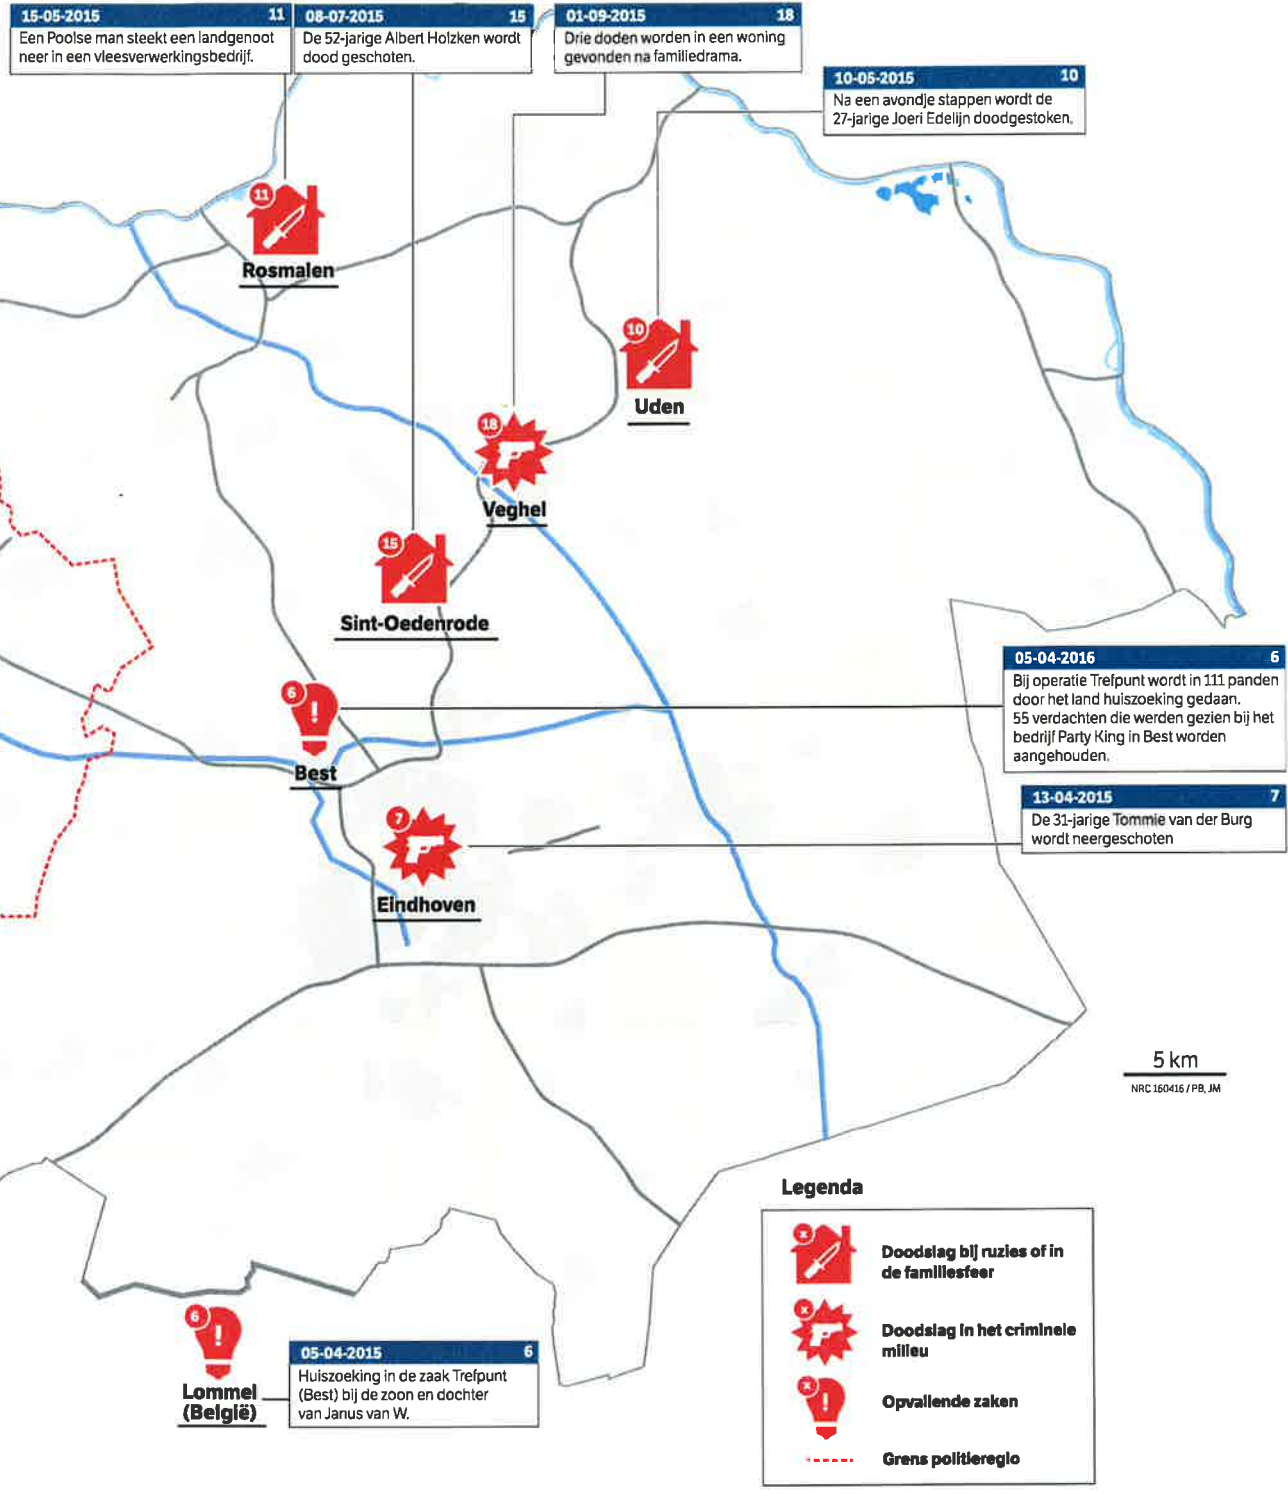 15-05-2015 11
Een Poolse man steekt een landgenoot
neer in een vleesverwerkingsbedrijf.
08-07-2015 15
De 52-jarige Albert Holzken wordt
dood geschoten.
01-09-2015 18
Drie doden worden in een woning
gevonden na familiedrama.
10-05-2015 10
Na een avondje stappen wordt de
27-jarige Joeri Edelijn doodgestoken.
11
Rosmalen
10
Uden
18
Veghel
15
Sint-Oedenrode
05-04-2016 6
Bij operatie Trefpunt wordt in 111 panden
door het land huiszoeking gedaan.
55 verdachten die werden gezien bij het
bedrijf Party King in Best worden
aangehouden.
6
Best
13-04-2015 7
De 31-jarige Tommie van der Burg
wordt neergeschoten
7
Eindhoven
5 km
NRC 160416 / PB, JM
6
Lommel
(België)
05-04-2015 6
Huiszoeking in de zaak Trefpunt
(Best) bij de zoon en dochter
van Janus van W.
Legenda
x
Doodslag bij ruzies of in
de familiesfeer
x
Doodslag in het criminele
milieu
x
Opvallende zaken
Grens politieregio